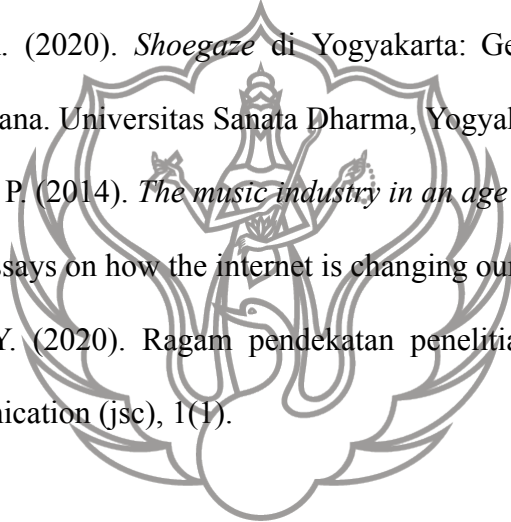 . (2020). Shoegaze di Yogyakarta: Ge
ana. Universitas Sanata Dharma, Yogyal
P. (2014). The music industry in an age
ssays on how the internet is changing our
Y. (2020). Ragam pendekatan penelitia
nication (jsc), 1(1).